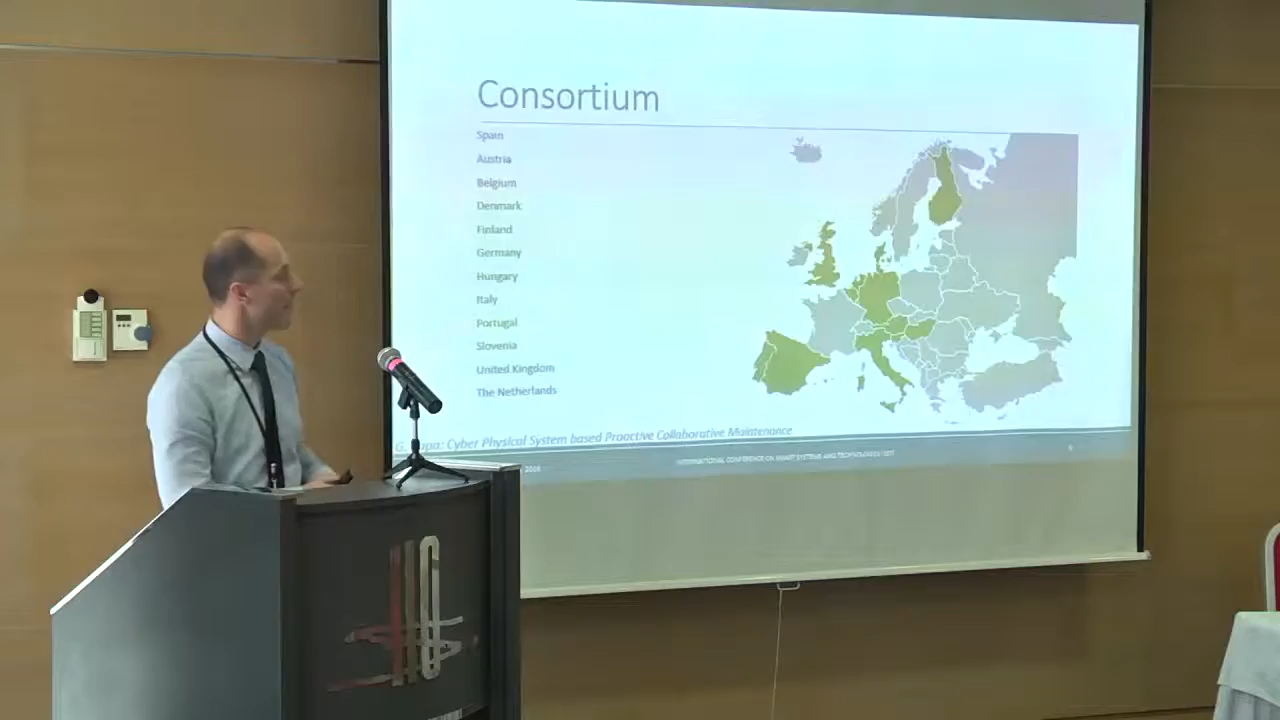 Consortium
Spain
Austria
Belgium
Denmark
Finland
Germany
Hungary
Italy
Portugal
Slovenia
United Kingdom
The Netherlands
: Cyber Physical System based Proactive Collaborative Maintenance
INTERNATIONAL CONFERENCE ON SMART SYSTEMS AND TECHNOLOGIES